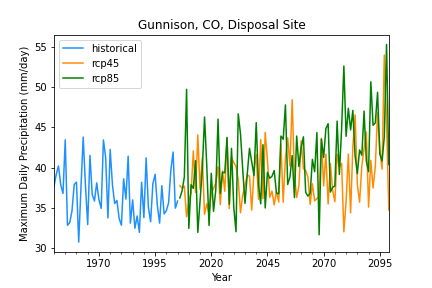 Gunnison, CO, Disposal Site
Maximum Daily Precipitation (mm/day)
55
50
45
40
35
30
historical
rcp45
rcp85
1970
1995
2020
2045
2070
2095
Year